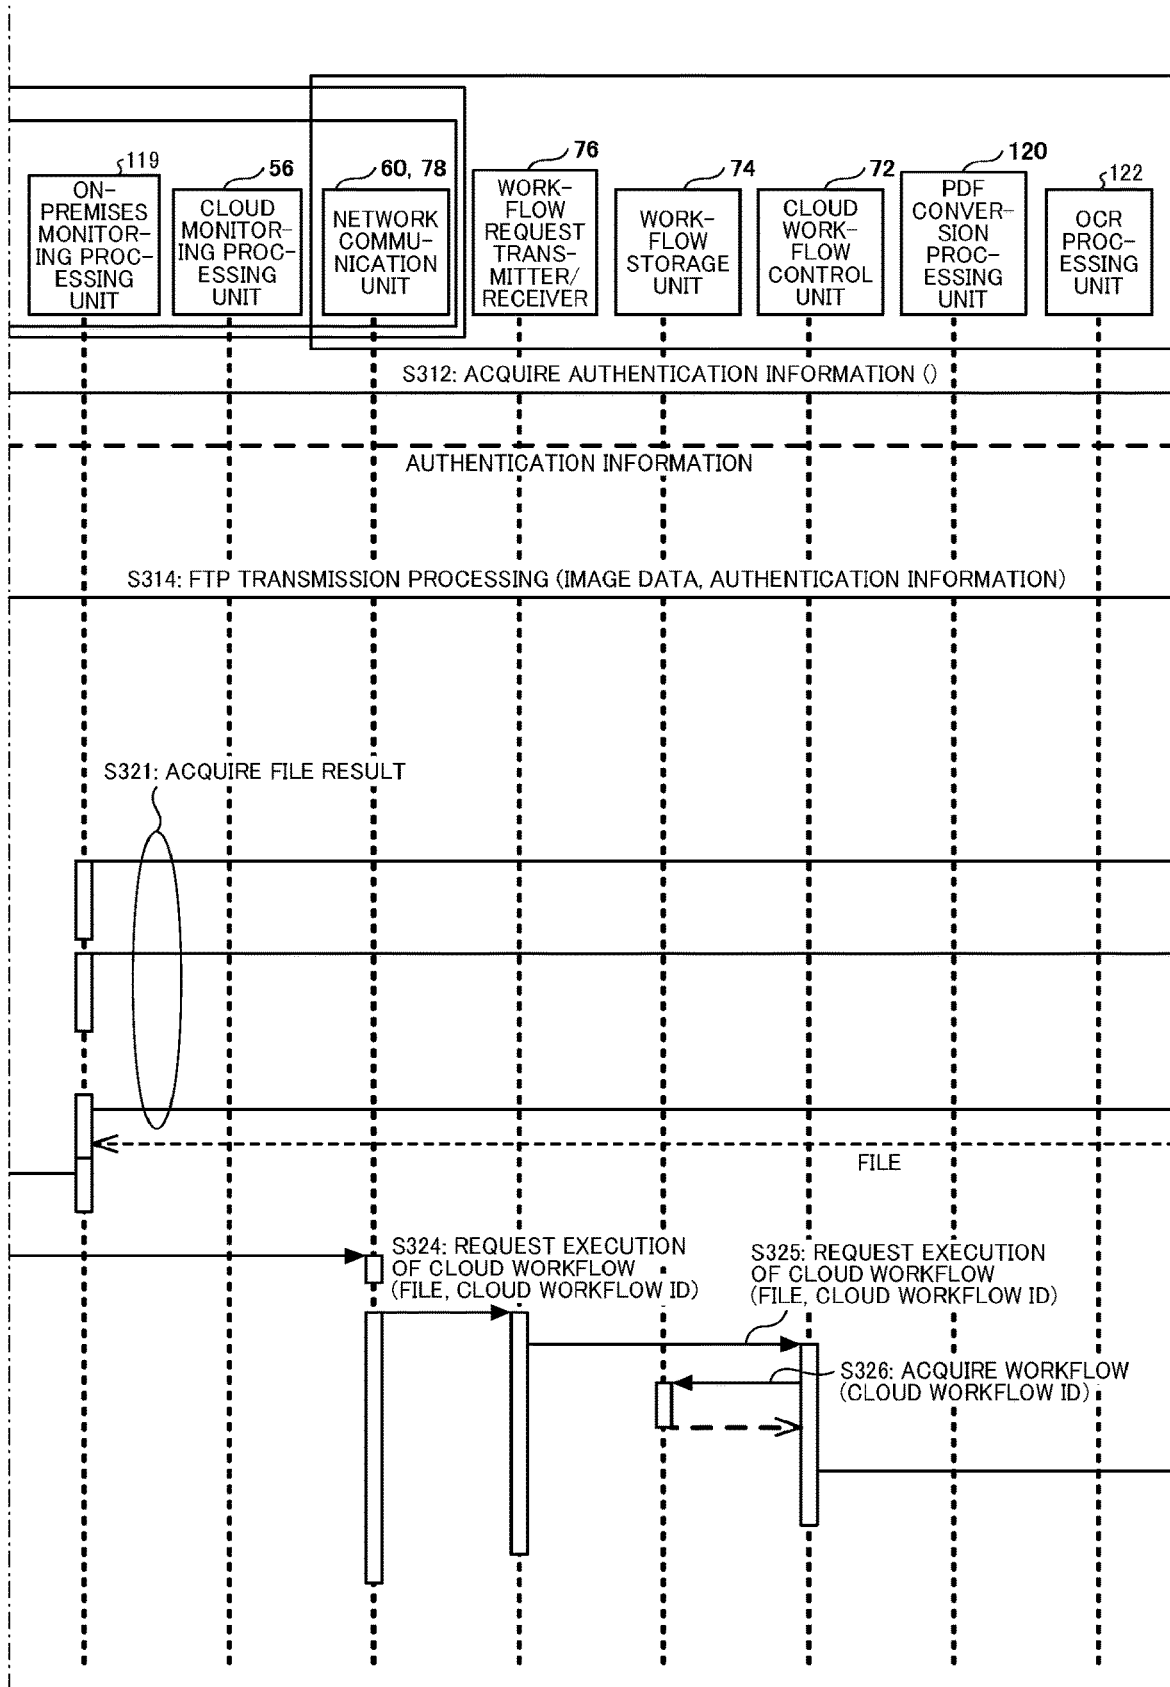 119
ON-
PREMISES
MONITOR-
ING PROC-
ESSING
UNIT
56
CLOUD
MONITOR-
ING PROC-
ESSING
UNIT
60, 78
NETWORK
COMMU-
NICATION
UNIT
76
WORK-
FLOW
REQUEST
TRANS-
MITTER/
RECEIVER
74
WORK-
FLOW
STORAGE
UNIT
72
CLOUD
WORK-
FLOW
CONTROL
UNIT
120
PDF
CONVER-
SION
PROC-
ESSING
UNIT
122
OCR
PROC-
ESSING
UNIT
S312: ACQUIRE AUTHENTICATION INFORMATION ()
AUTHENTICATION INFORMATION
S314: FTP TRANSMISSION PROCESSING (IMAGE DATA, AUTHENTICATION INFORMATION)
S321: ACQUIRE FILE RESULT
FILE
S324: REQUEST EXECUTION
OF CLOUD WORKFLOW
(FILE, CLOUD WORKFLOW ID)
S325: REQUEST EXECUTION
OF CLOUD WORKFLOW
(FILE, CLOUD WORKFLOW ID)
S326: ACQUIRE WORKFLOW
(CLOUD WORKFLOW ID)